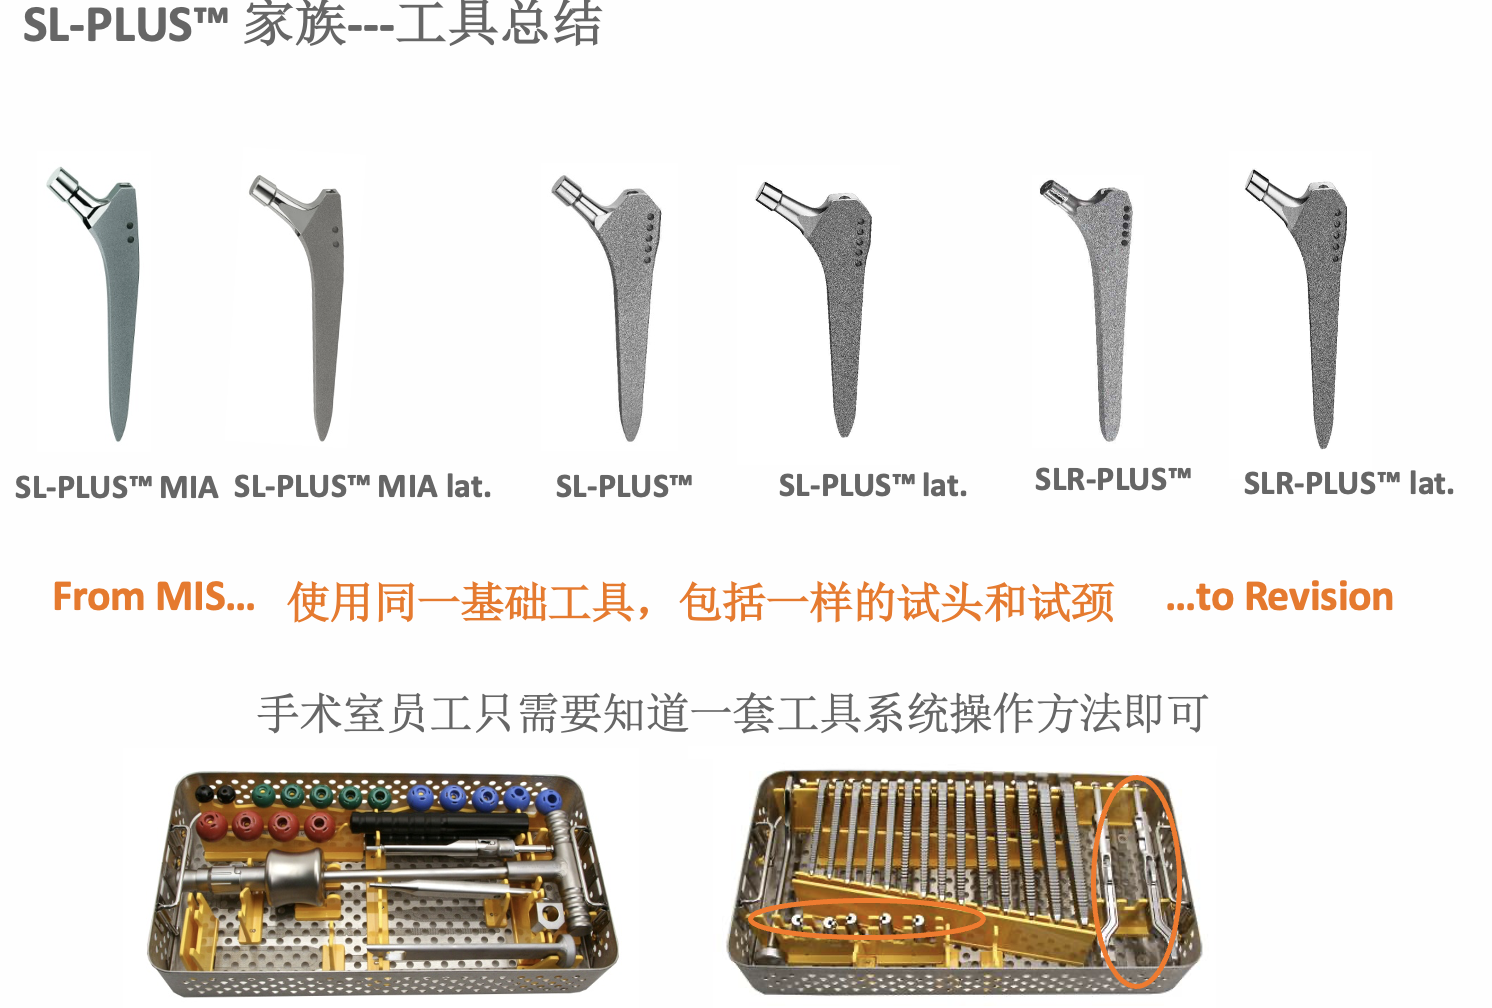 SL-PLUS™ 家族---工具总结
SL-PLUS™ MIA
SL-PLUS™ MIA lat.
SL-PLUS™
SL-PLUS™ lat.
SLR-PLUS™
SLR-PLUS™ lat.
From MIS...
使用同一基础工具，包括一样的试头和试颈
...to Revision
手术室员工只需要知道一套工具系统操作方法即可